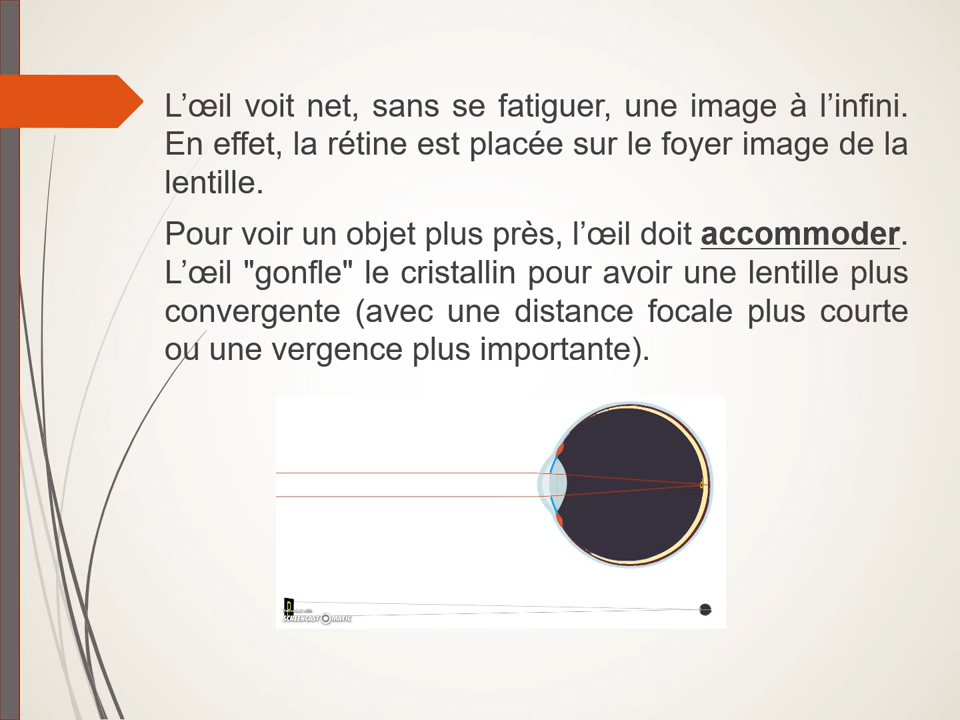 L’œil voit net, sans se fatiguer, une image à l’infini.
En effet, la rétine est placée sur le foyer image de la
lentille.
Pour voir un objet plus près, l’œil doit accommoder.
L’œil "gonfle" le cristallin pour avoir une lentille plus
convergente (avec une distance focale plus courte
ou une vergence plus importante).
D
SCREENCAST-O-MATIC